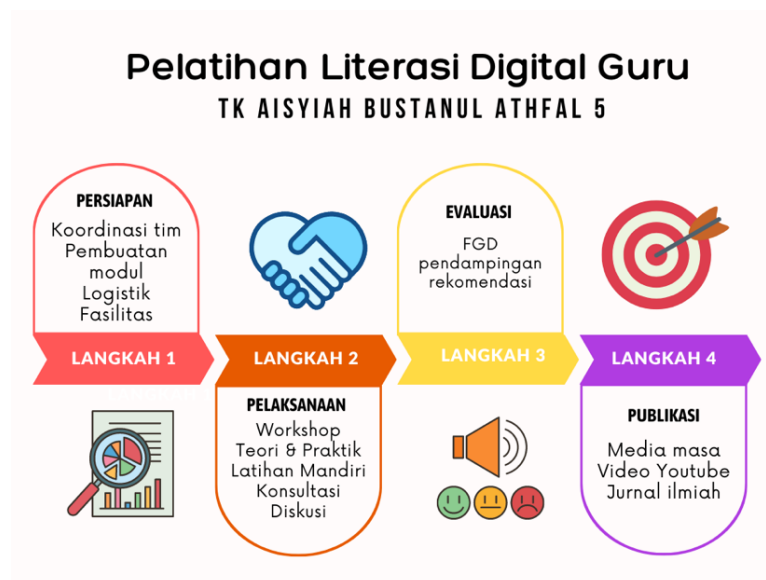 Pelatihan Literasi Digital Guru
TK AISYIAH BUSTANUL ATHFAL 5
PERSIAPAN
Koordinasi tim
Pembuatan
modul
Logistik
Fasilitas
LANGKAH 1
LANGKAH 2
PELAKSANAAN
Workshop
Teori & Praktik
Latihan Mandiri
Konsultasi
Diskusi
EVALUASI
FGD
pendampingan
rekomendasi
LANGKAH 3
LANGKAH 4
PUBLIKASI
Media masa
Video Youtube
Jurnal ilmiah